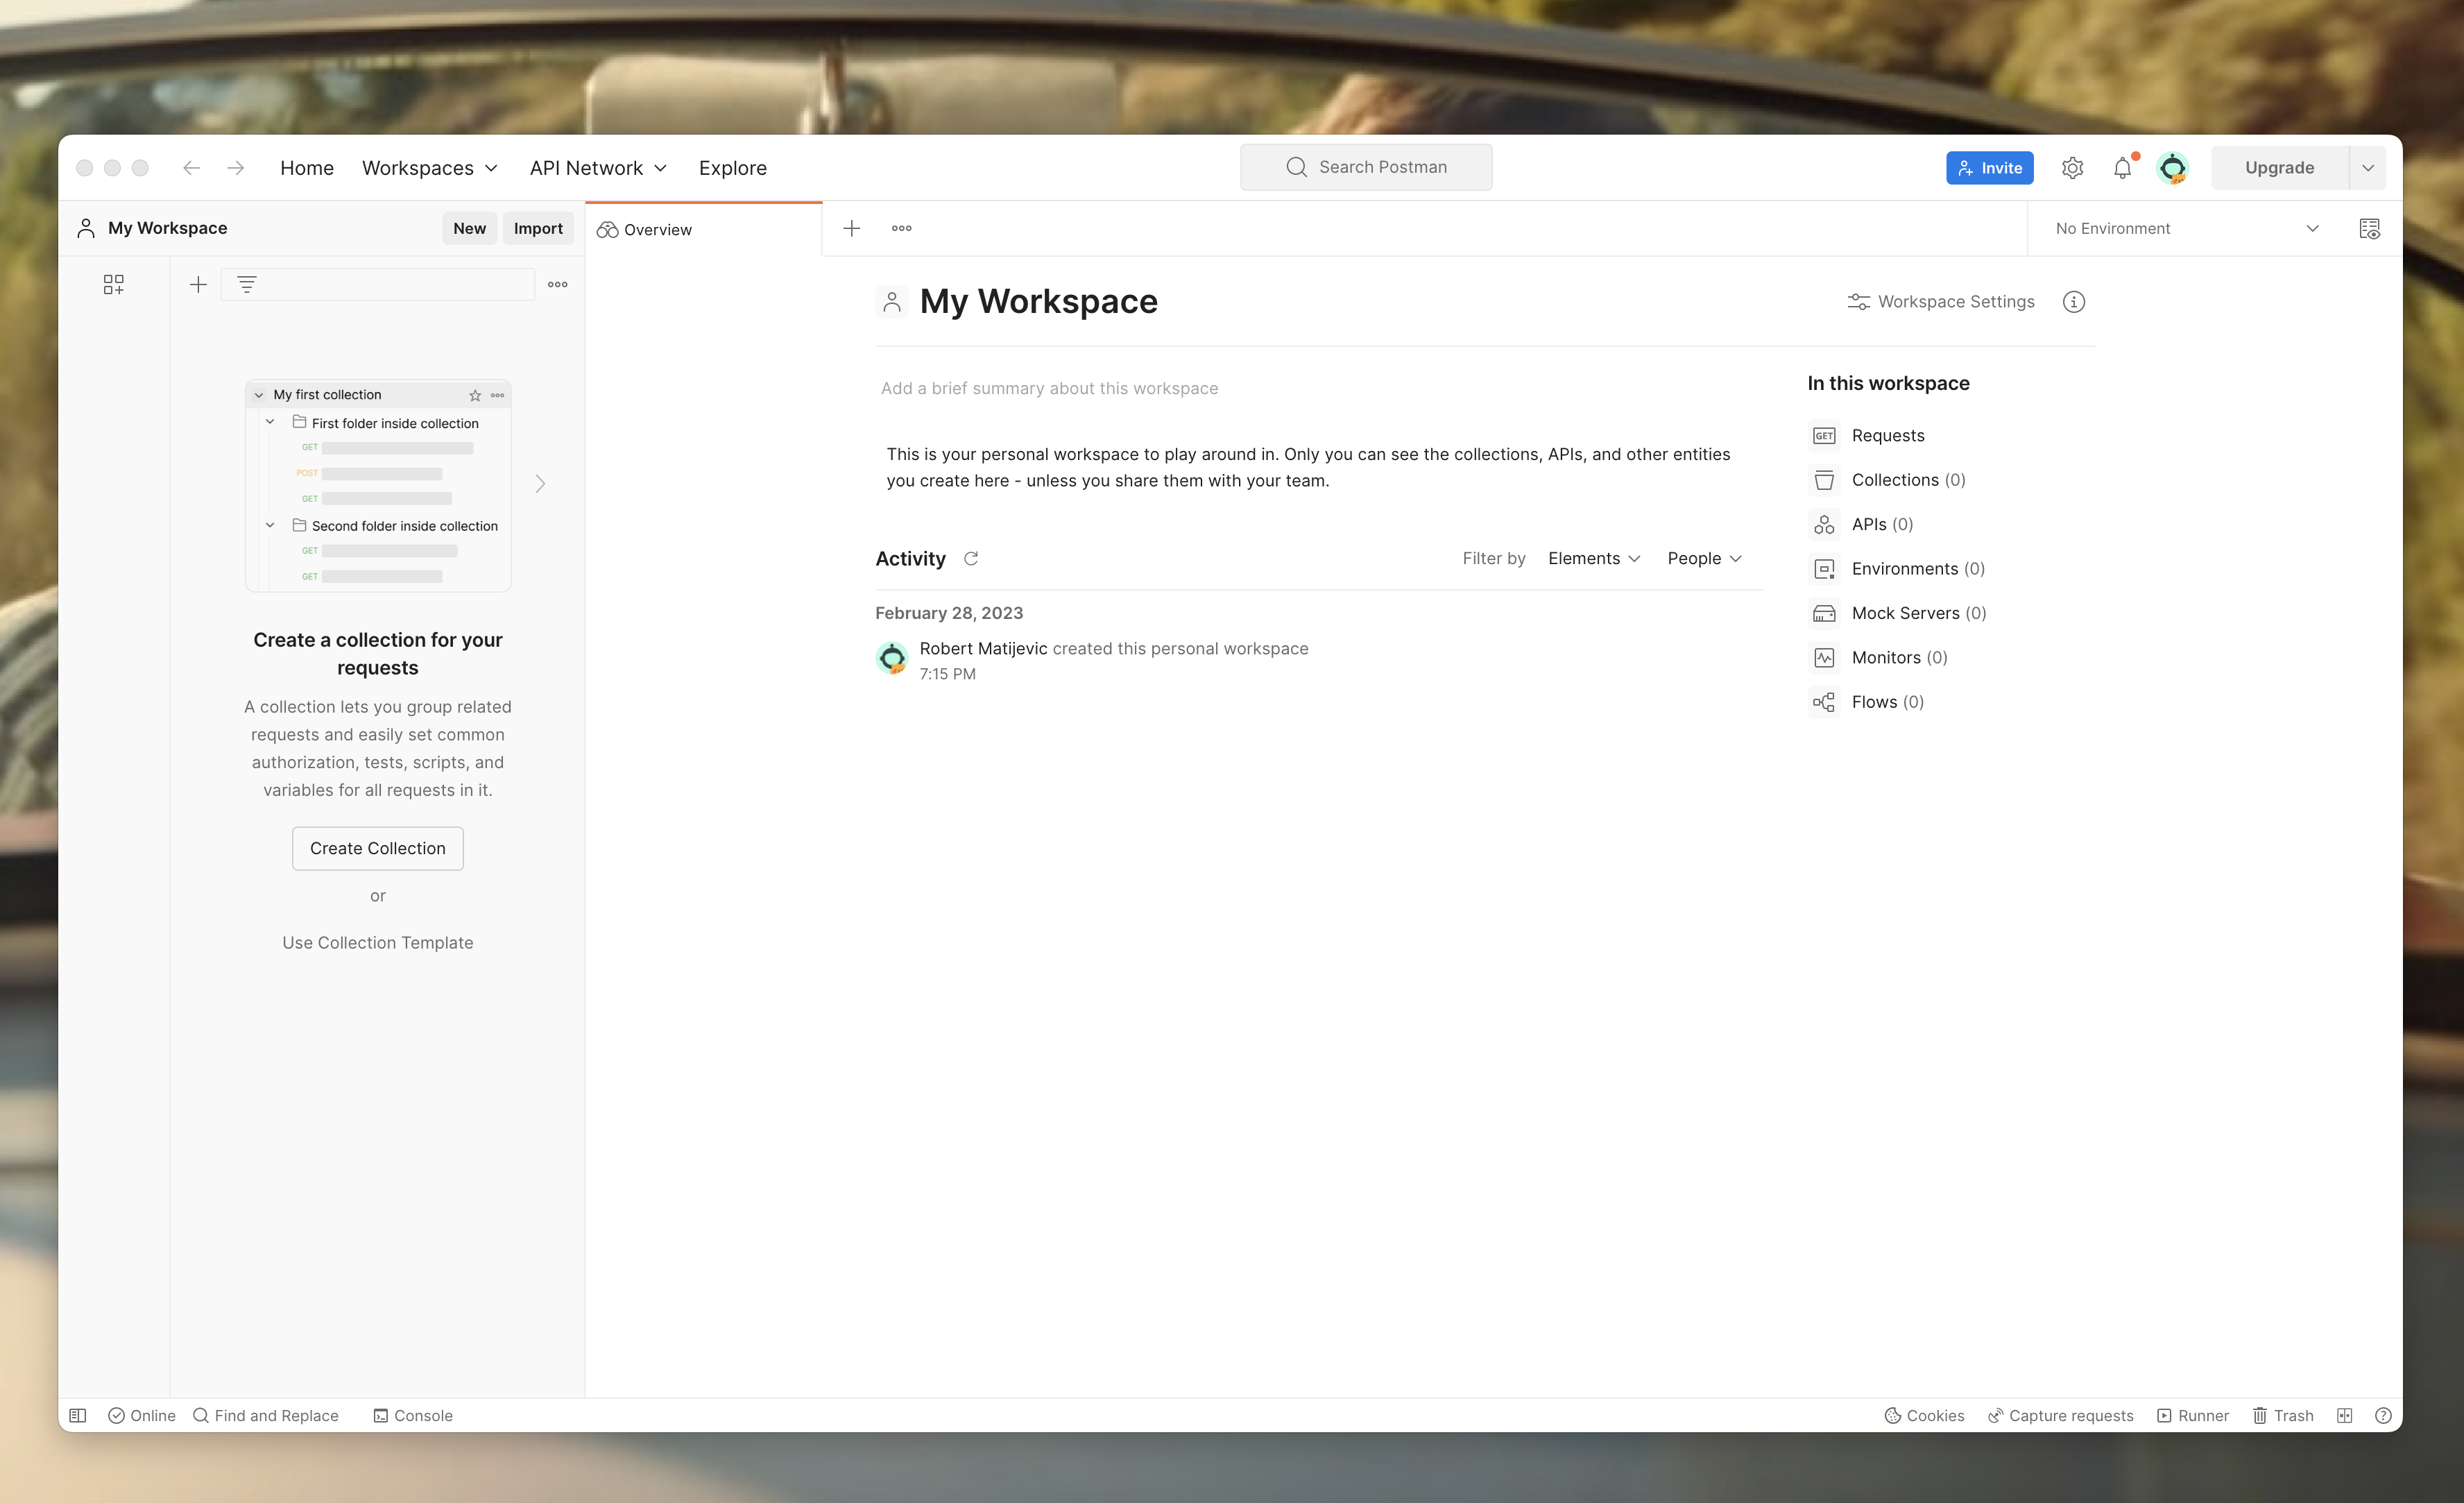 Home
Workspaces
API Network
Explore
Search Postman
Invite
Upgrade
My Workspace
New
Import
Overview
No Environment
My first collection
First folder inside collection
GET
POST
GET
Second folder inside collection
GET
GET
Create a collection for your
requests
A collection lets you group related
requests and easily set common
authorization, tests, scripts, and
variables for all requests in it.
Create Collection
or
Use Collection Template
My Workspace
Workspace Settings
Add a brief summary about this workspace
This is your personal workspace to play around in. Only you can see the collections, APIs, and other entities
you create here - unless you share them with your team.
Activity
Filter by
Elements
People
February 28, 2023
Robert Matijevic created this personal workspace
7:15 PM
In this workspace
GET Requests
Collections (0)
APIs (0)
Environments (0)
Mock Servers (0)
Monitors (0)
Flows (0)
Online
Find and Replace
Console
Cookies
Capture requests
Runner
Trash